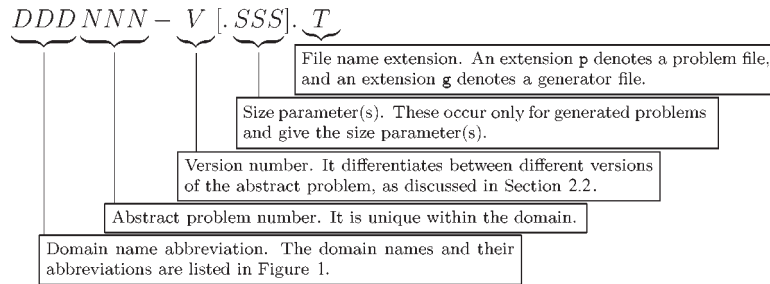 DDDNNN – V[.SSS].T
File name extension. An extension p denotes a problem file,
and an extension g denotes a generator file.
Size parameter(s). These occur only for generated problems
and give the size parameter(s).
Version number. It differentiates between different versions
of the abstract problem, as discussed in Section 2.2.
Abstract problem number. It is unique within the domain.
Domain name abbreviation. The domain names and their
abbreviations are listed in Figure 1.